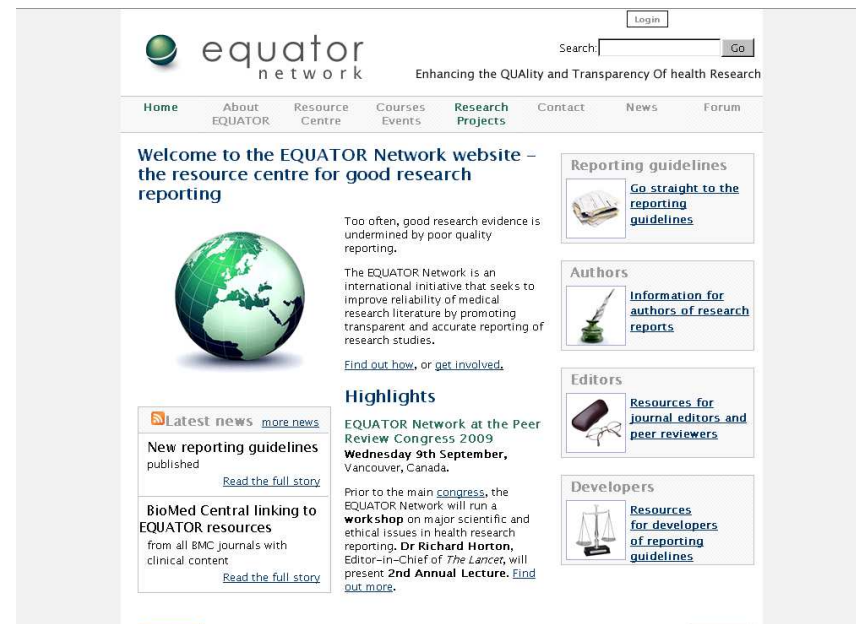 Login
equator
network
Search:
Go
Enhancing the QUAlity and Transparency Of health Research
Home
About
EQUATOR
Resource
Centre
Courses
Events
Research
Projects
Contact
News
Forum
Welcome to the EQUATOR Network website –
the resource centre for good research
reporting
Too often, good research evidence is
undermined by poor quality
reporting.
The EQUATOR Network is an
international initiative that seeks to
improve reliability of medical
research literature by promoting
transparent and accurate reporting of
research studies.
Find out how, or get involved.
Latest news more news
New reporting guidelines
published
Read the full story
BioMed Central linking to
EQUATOR resources
from all BMC journals with
clinical content
Read the full story
Highlights
EQUATOR Network at the Peer
Review Congress 2009
Wednesday 9th September,
Vancouver, Canada.
Prior to the main congress, the
EQUATOR Network will run a
workshop on major scientific and
ethical issues in health research
reporting. Dr Richard Horton,
Editor–in–Chief of The Lancet, will
present 2nd Annual Lecture. Find
out more.
Reporting guidelines
Go straight to the
reporting
guidelines
Authors
Information for
authors of research
reports
Editors
Resources for
journal editors and
peer reviewers
Developers
Resources
for developers
of reporting
guidelines